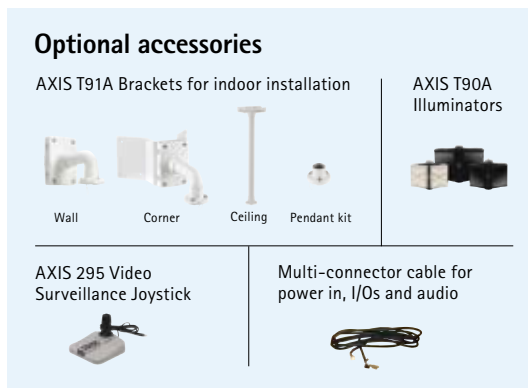 Optional accessories
AXIS T91A Brackets for indoor installation
Wall
Corner
Ceiling
Pendant kit
AXIS T90A
Illuminators
AXIS 295 Video
Surveillance Joystick
Multi-connector cable for
power in, I/Os and audio